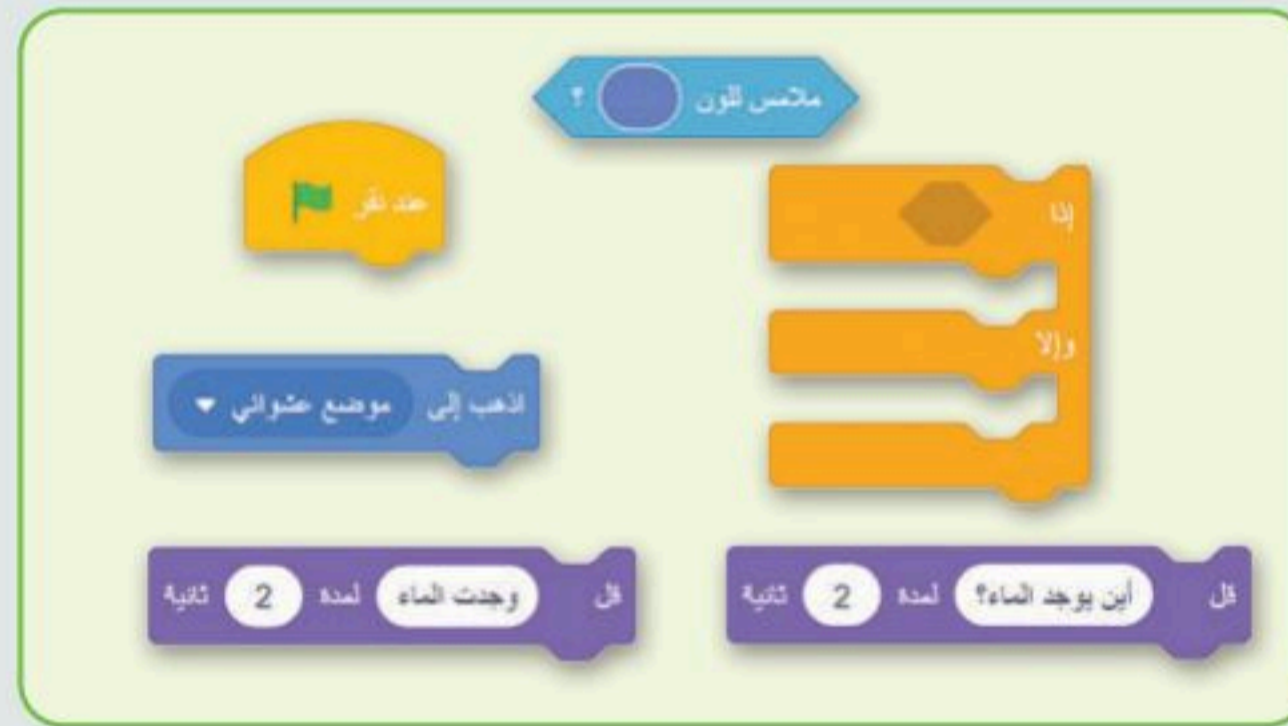 ملامس للون ؟
عند نقر
إذا
وإلا
اذهب إلى موضع عشوائي
قل أين يوجد الماء؟ لمدة 2 ثانية
قل وجدت الماء لمدة 2 ثانية